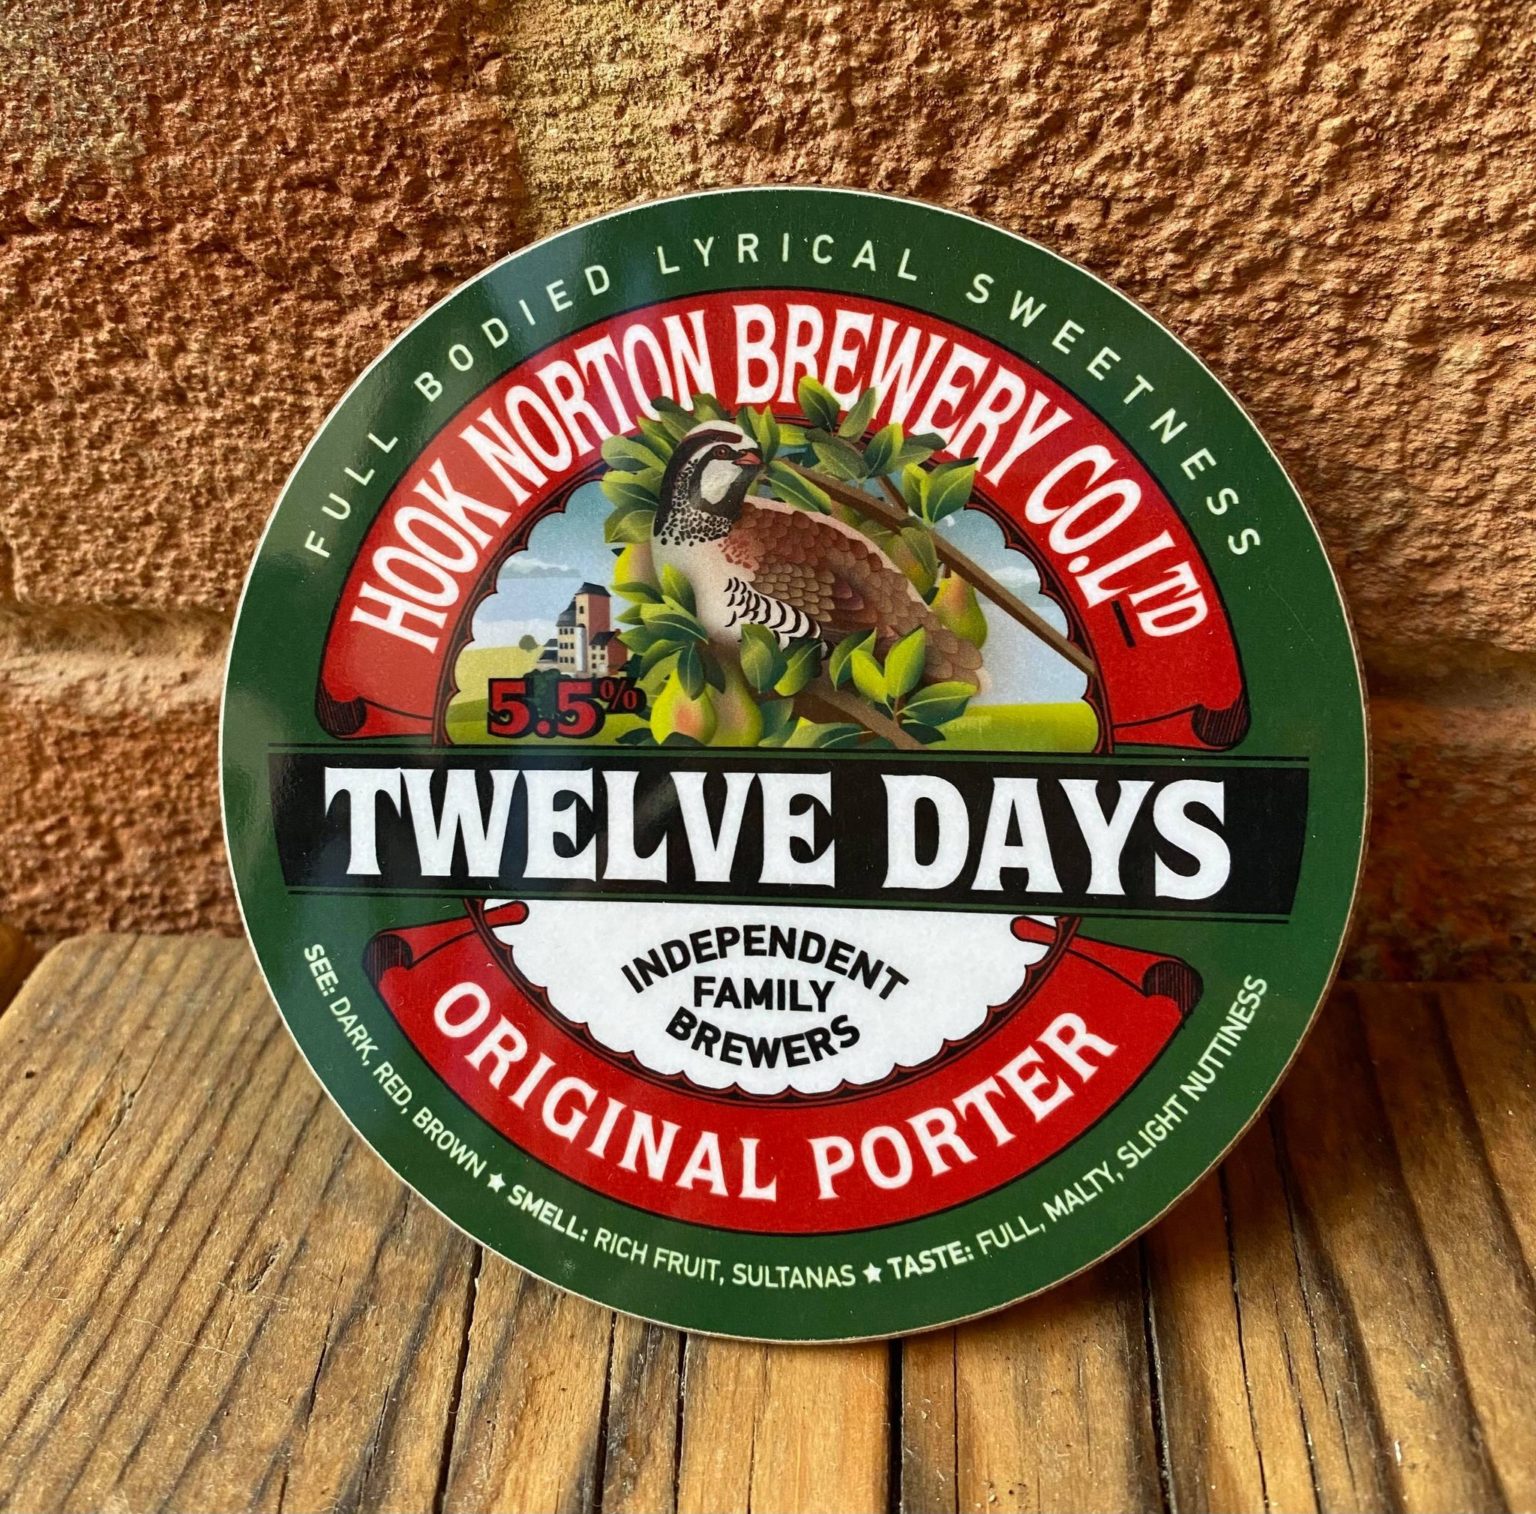 FULL BODIED LYRICAL SWEETNESS
HOOK NORTON BREWERY CO. LTD
5.5%
TWELVE DAYS
INDEPENDENT
FAMILY
BREWERS
ORIGINAL PORTER
SEE: DARK, RED, BROWN ★ SMELL: RICH FRUIT, SULTANAS ★ TASTE: FULL, MALTY, SLIGHT NUTTINESS